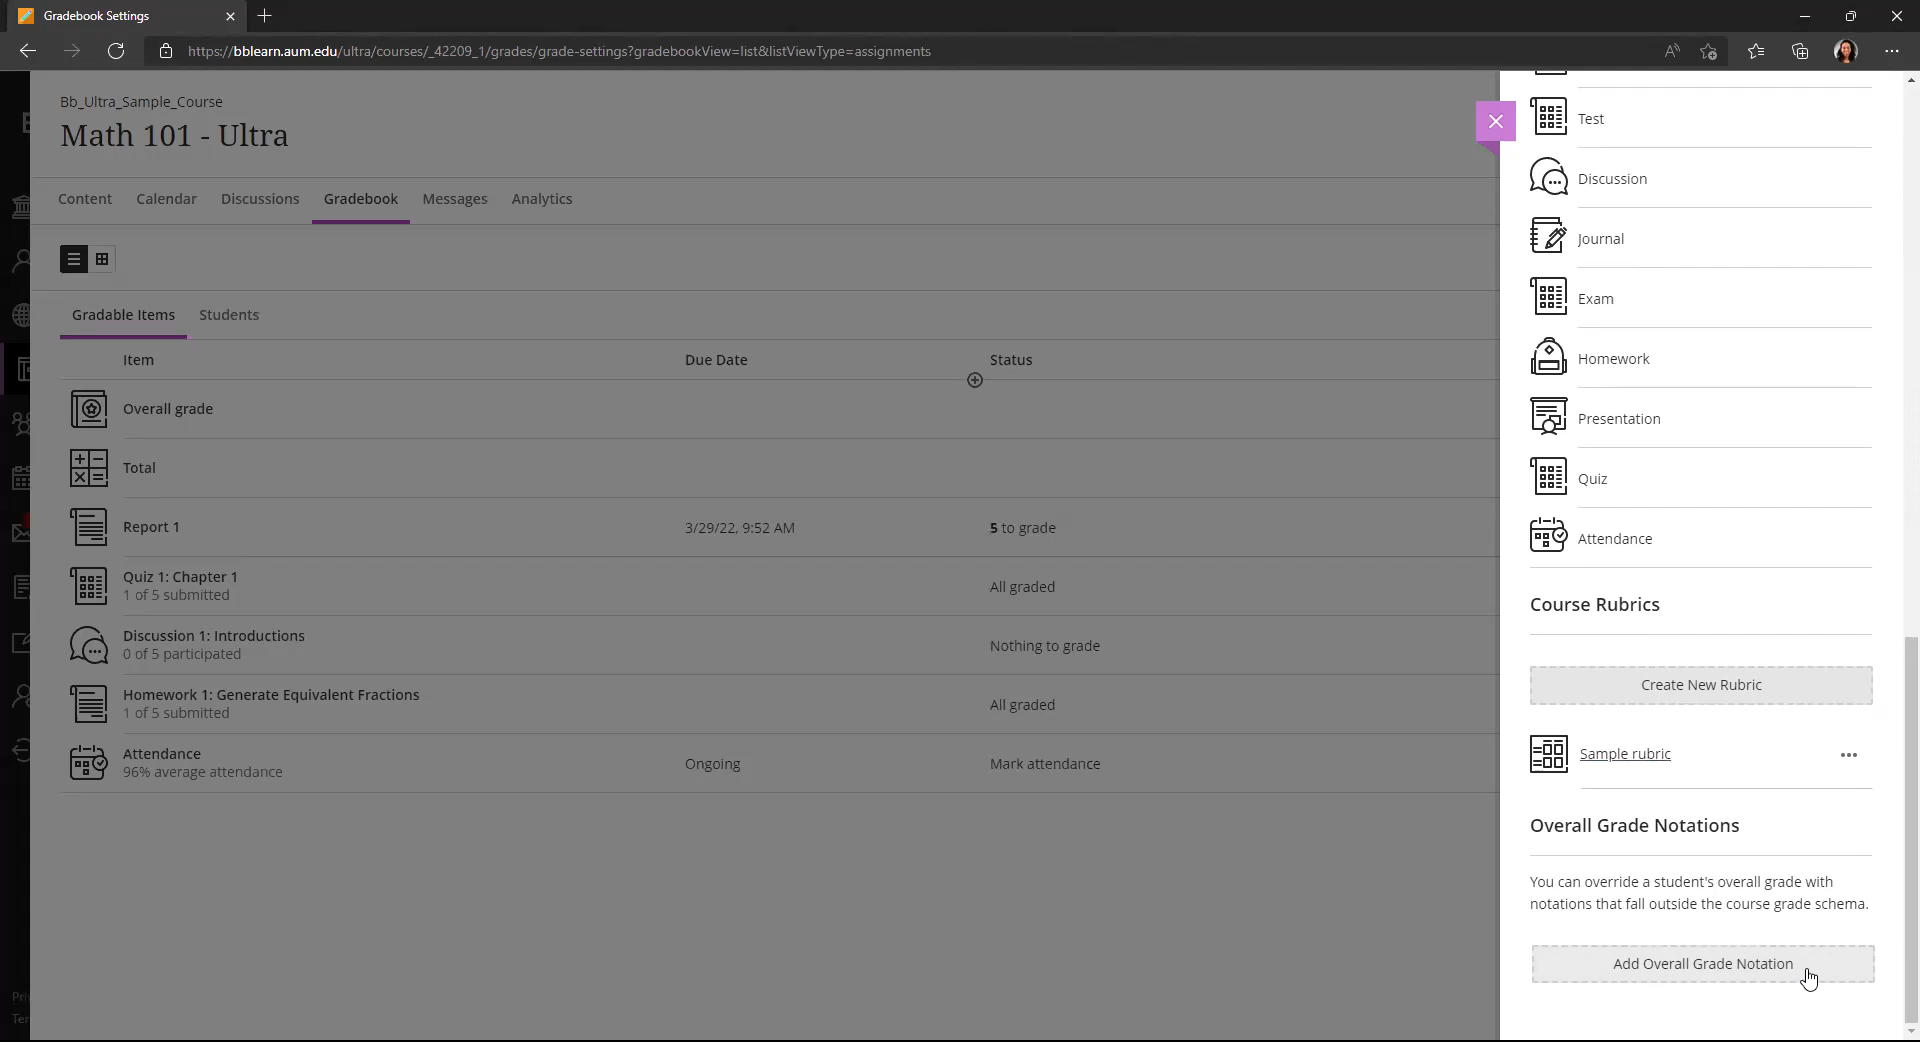 Gradebook Settings
https://bblearn.aum.edu/ultra/courses/_42209_1/grades/grade-settings?gradebookView=list&listViewType=assignments
Bb_Ultra_Sample_Course
Math 101 - Ultra
Content Calendar Discussions Gradebook Messages Analytics
Gradable Items Students
Item Due Date Status
Overall grade
Total
Report 1 3/29/22, 9:52 AM 5 to grade
Quiz 1: Chapter 1
1 of 5 submitted
All graded
Discussion 1: Introductions
0 of 5 participated
Nothing to grade
Homework 1: Generate Equivalent Fractions
1 of 5 submitted
All graded
Attendance
96% average attendance
Ongoing
Mark attendance
Test
Discussion
Journal
Exam
Homework
Presentation
Quiz
Attendance
Course Rubrics
Create New Rubric
Sample rubric
Overall Grade Notations
You can override a student's overall grade with
notations that fall outside the course grade schema.
Add Overall Grade Notation